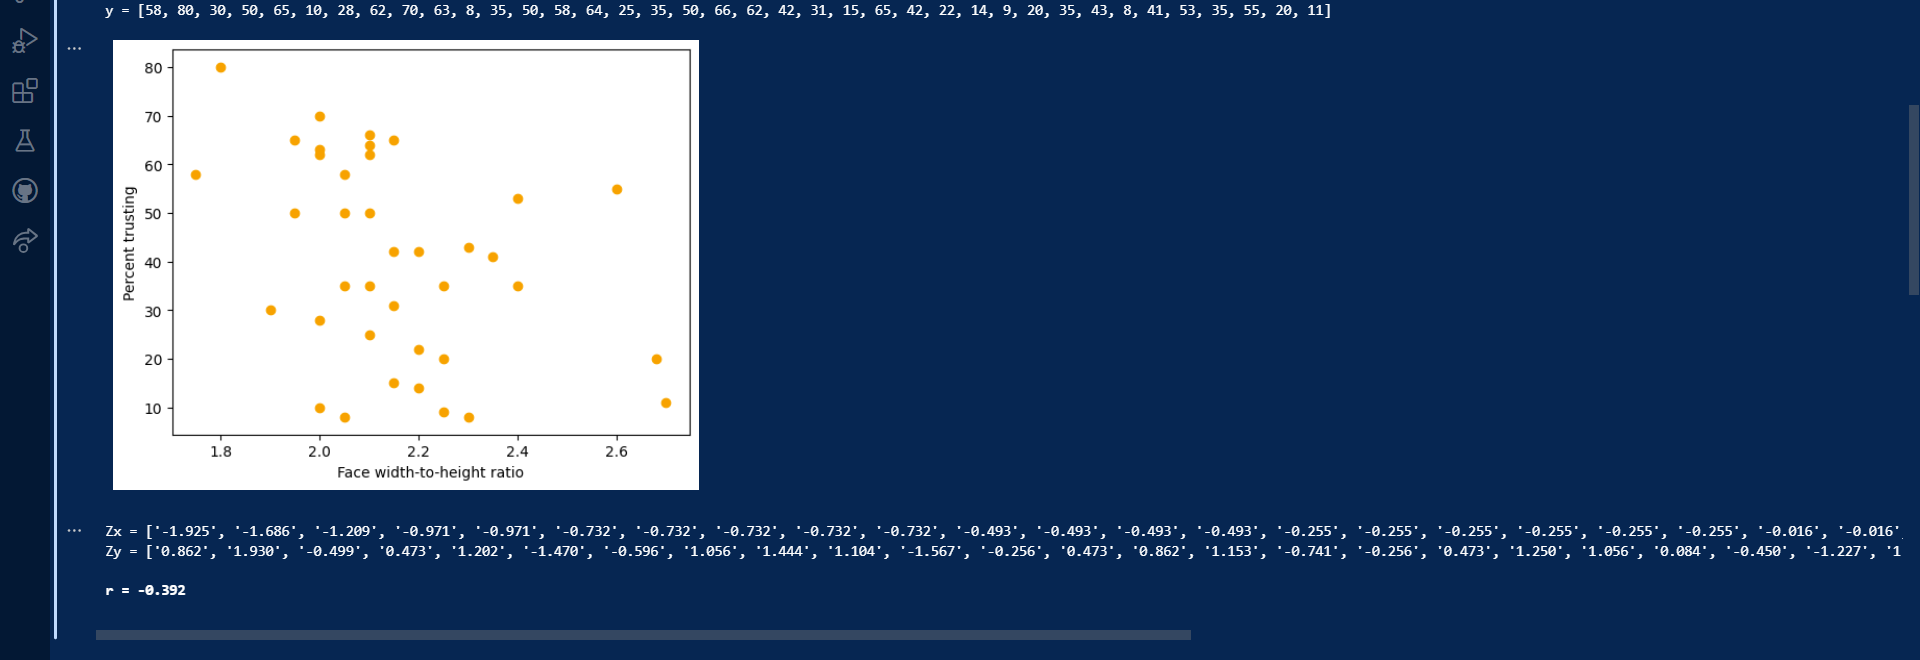 y = [58, 80, 30, 50, 65, 10, 28, 62, 70, 63, 8, 35, 50, 58, 64, 25, 35, 50, 66, 62, 42, 31, 15, 65, 42, 22, 14, 9, 20, 35, 43, 8, 41, 53, 35, 55, 20, 11]
80
70
60
50
40
30
20
10
Percent trusting
1.8 2.0 2.2 2.4 2.6
Face width-to-height ratio
Zx = ['-1.925', '-1.686', '-1.209', '-0.971', '-0.971', '-0.732', '-0.732', '-0.732', '-0.732', '-0.732', '-0.493', '-0.493', '-0.493', '-0.493', '-0.255', '-0.255', '-0.255', '-0.255', '-0.255', '-0.255', '-0.016', '-0.016',
Zy = ['0.862', '1.930', '-0.499', '0.473', '1.202', '-1.470', '-0.596', '1.056', '1.444', '1.104', '-1.567', '-0.256', '0.473', '0.862', '1.153', '-0.741', '-0.256', '0.473', '1.250', '1.056', '0.084', '-0.450', '-1.227', '1
r = -0.392